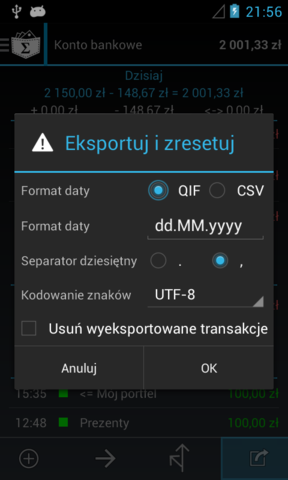 21:56
Konto bankowe 2 001,33 zł
Dzisiaj
2 150,00 zł - 148,67 zł = 2 001,33 zł
+ 0,00 zł - 148,67 zł <-> 0,00 zł
Eksportuj i zresetuj
Format daty QIF CSV
Format daty dd.MM.yyyy
Separator dziesiętny . ,
Kodowanie znaków UTF-8
Usuń wyeksportowane transakcje
Anuluj OK
15:35 <= Mój portfel 100,00 zł
12:48 Prezenty 100,00 zł